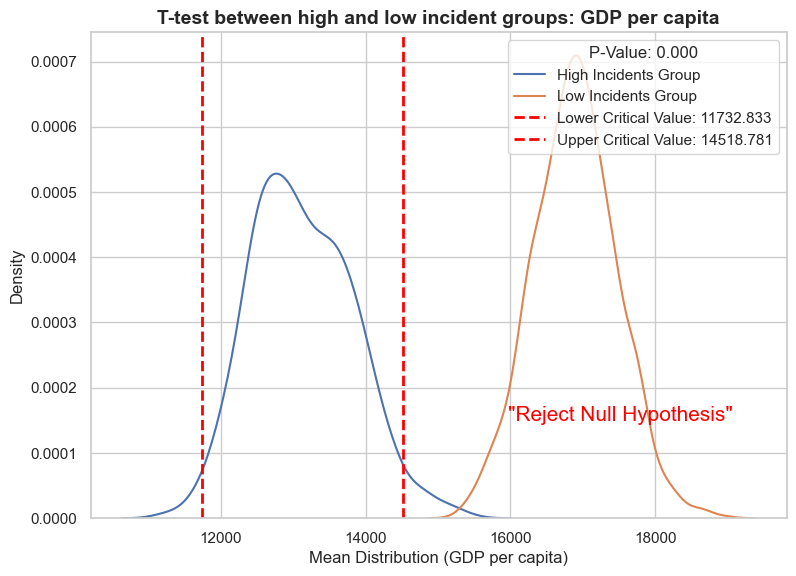 T-test between high and low incident groups: GDP per capita
P-Value: 0.000
High Incidents Group
Low Incidents Group
Lower Critical Value: 11732.833
Upper Critical Value: 14518.781
0.0007
0.0006
0.0005
0.0004
0.0003
0.0002
0.0001
0.0000
Density
"Reject Null Hypothesis"
12000
14000
16000
18000
Mean Distribution (GDP per capita)